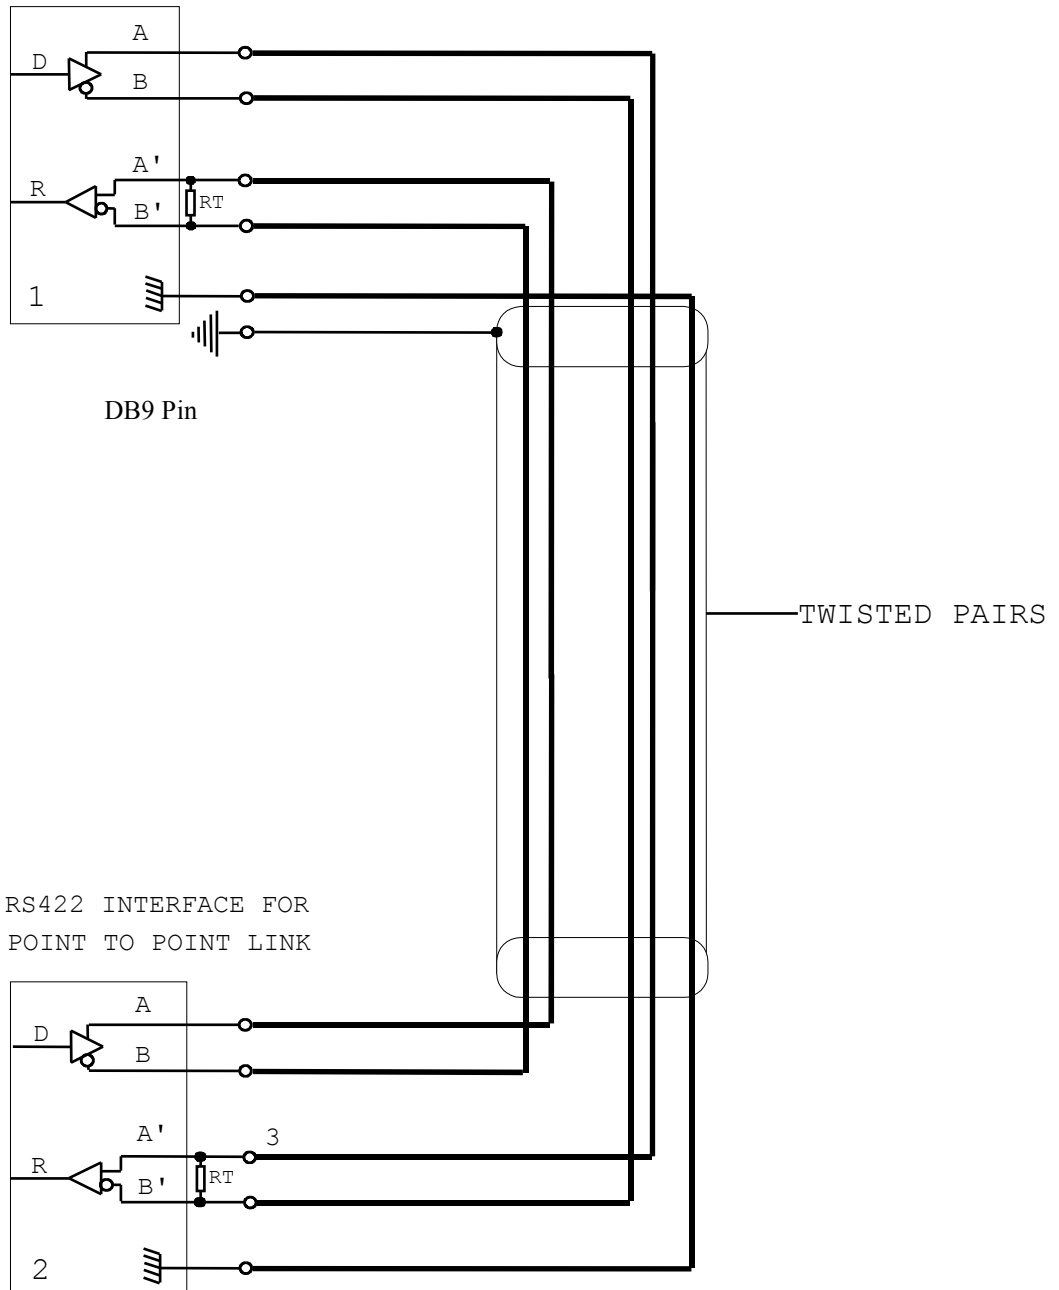 A
D
B
A'
R
RT
B'
1
DB9 Pin
TWISTED PAIRS
RS422 INTERFACE FOR
POINT TO POINT LINK
A
D
B
A'
3
R
RT
B'
2